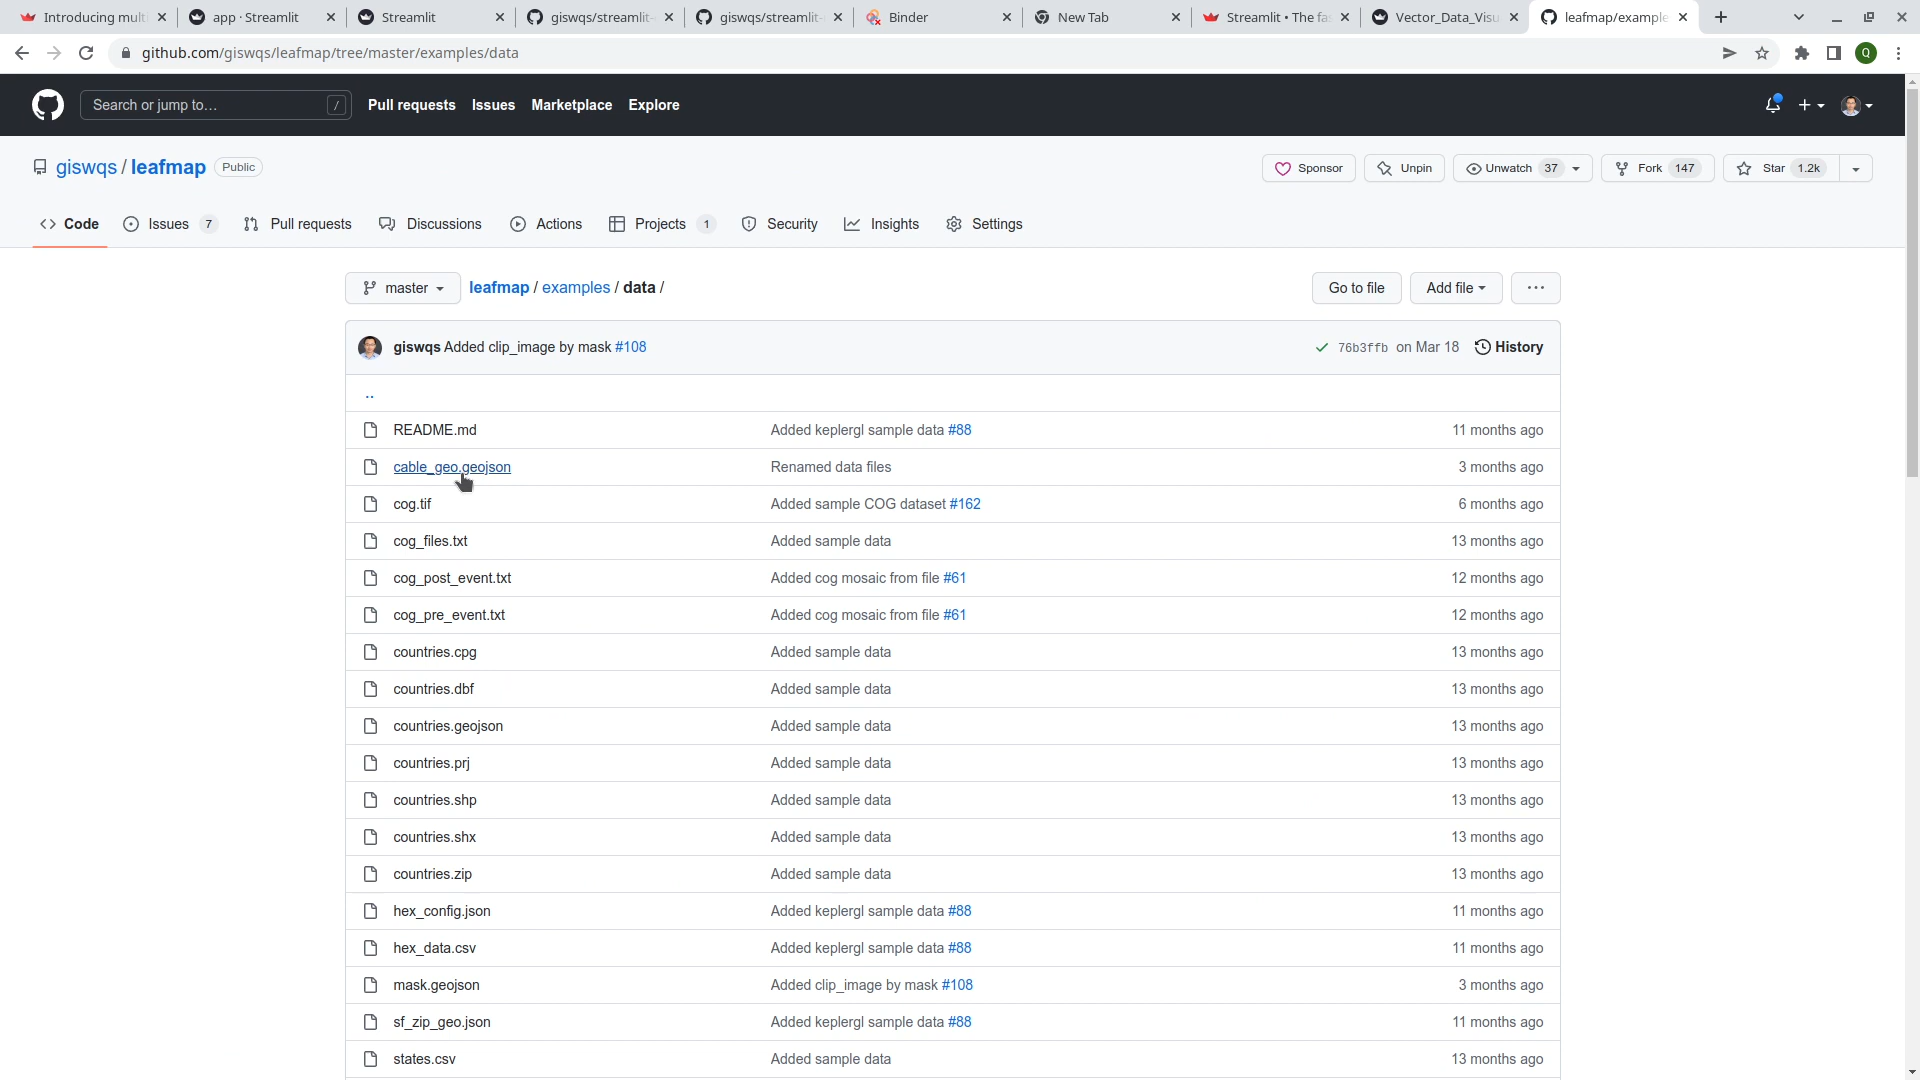 Introducing mult
app · Streamlit
Streamlit
giswqs/streamlit-
giswqs/streamlit-
Binder
New Tab
Streamlit • The fa
Vector_Data_Visu
leafmap/example
github.com/giswqs/leafmap/tree/master/examples/data
Q
Search or jump to...
/
Pull requests
Issues
Marketplace
Explore
giswqs / leafmap
Public
Sponsor
Unpin
Unwatch 37
Fork 147
Star 1.2k
Code
Issues 7
Pull requests
Discussions
Actions
Projects 1
Security
Insights
Settings
master
leafmap / examples / data /
Go to file
Add file
giswqs Added clip_image by mask #108
76b3ffb on Mar 18
History
..
README.md Added keplergl sample data #88 11 months ago
cable_geo.geojson Renamed data files 3 months ago
cog.tif Added sample COG dataset #162 6 months ago
cog_files.txt Added sample data 13 months ago
cog_post_event.txt Added cog mosaic from file #61 12 months ago
cog_pre_event.txt Added cog mosaic from file #61 12 months ago
countries.cpg Added sample data 13 months ago
countries.dbf Added sample data 13 months ago
countries.geojson Added sample data 13 months ago
countries.prj Added sample data 13 months ago
countries.shp Added sample data 13 months ago
countries.shx Added sample data 13 months ago
countries.zip Added sample data 13 months ago
hex_config.json Added keplergl sample data #88 11 months ago
hex_data.csv Added keplergl sample data #88 11 months ago
mask.geojson Added clip_image by mask #108 3 months ago
sf_zip_geo.json Added keplergl sample data #88 11 months ago
states.csv Added sample data 13 months ago